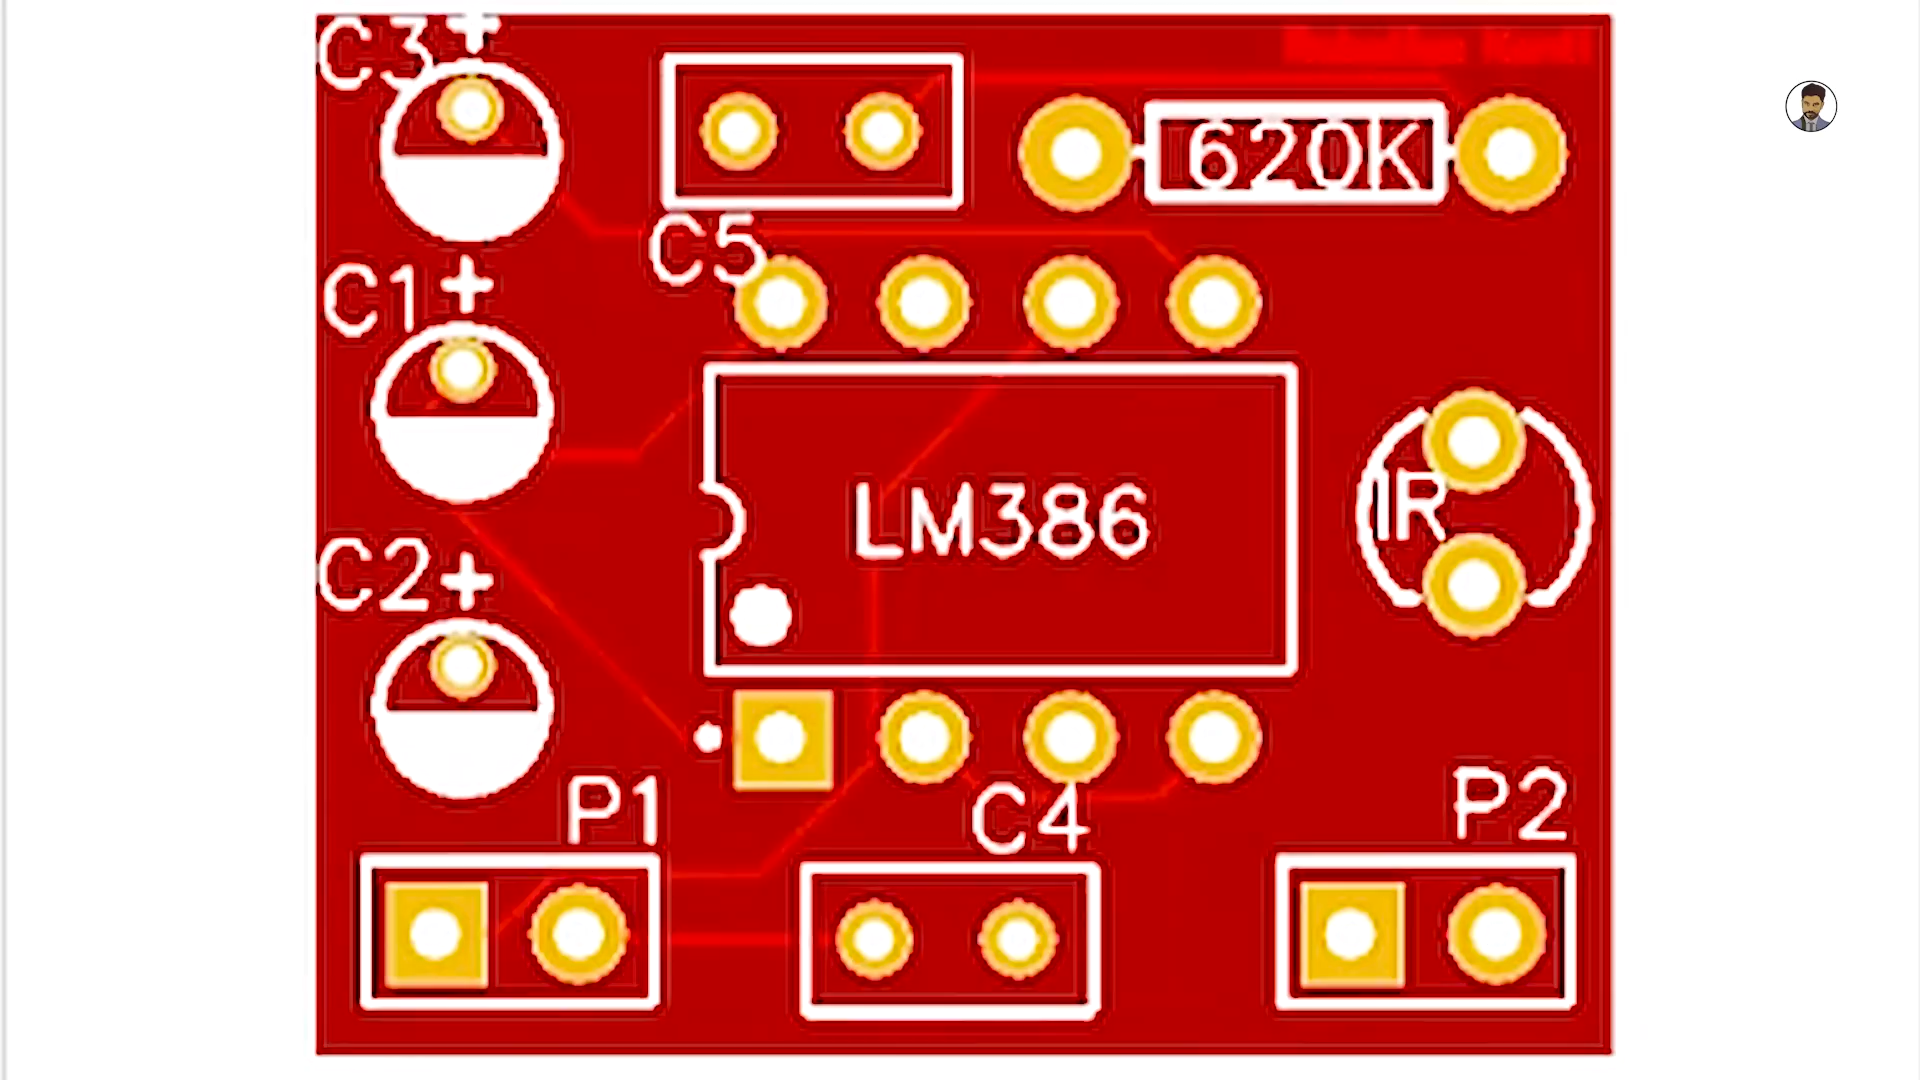 C3 +
620K
C5
C1 +
LM386
IR
C2 +
P1
C4
P2